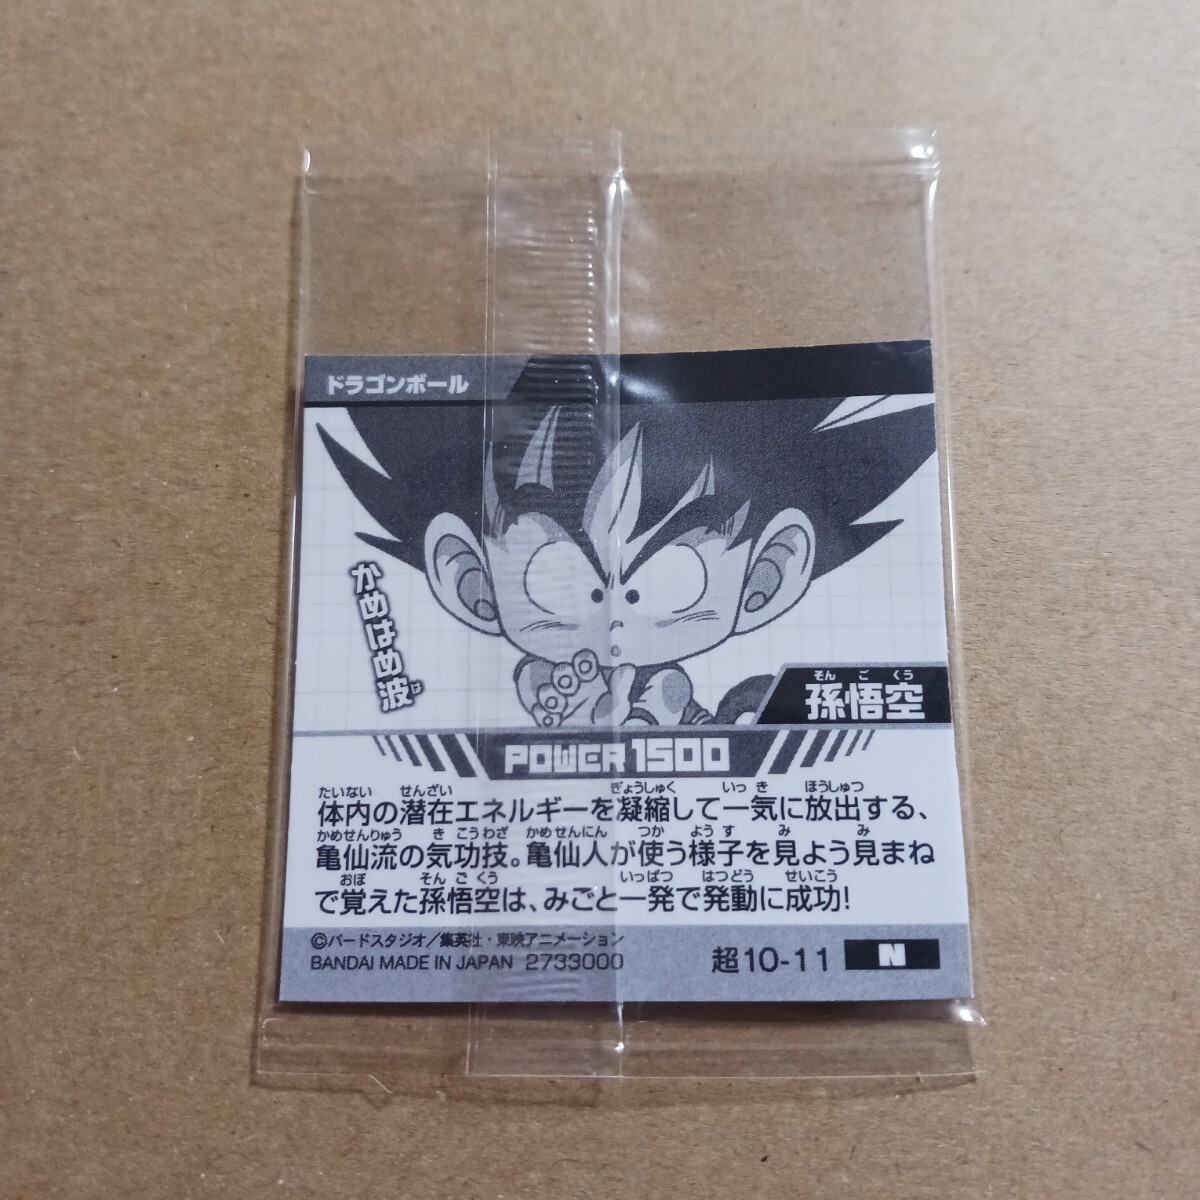 ドラゴンボール
かめはめ波
は
そん ご くう
孫悟空
POWER 1500
たいない せんざい ぎょうしゅく いっ き ほうしゅつ
体内の潜在エネルギーを凝縮して一気に放出する、
かめせんりゅう き こうわざ かめせんにん つか よう す み み
亀仙流の気功技。亀仙人が使う様子を見よう見まね
おぼ そん ご くう いっぱつ はつどう せいこう
で覚えた孫悟空は、みごと一発で発動に成功!
©バードスタジオ/集英社・東映アニメーション
BANDAI MADE IN JAPAN 2733000
超10-11 N